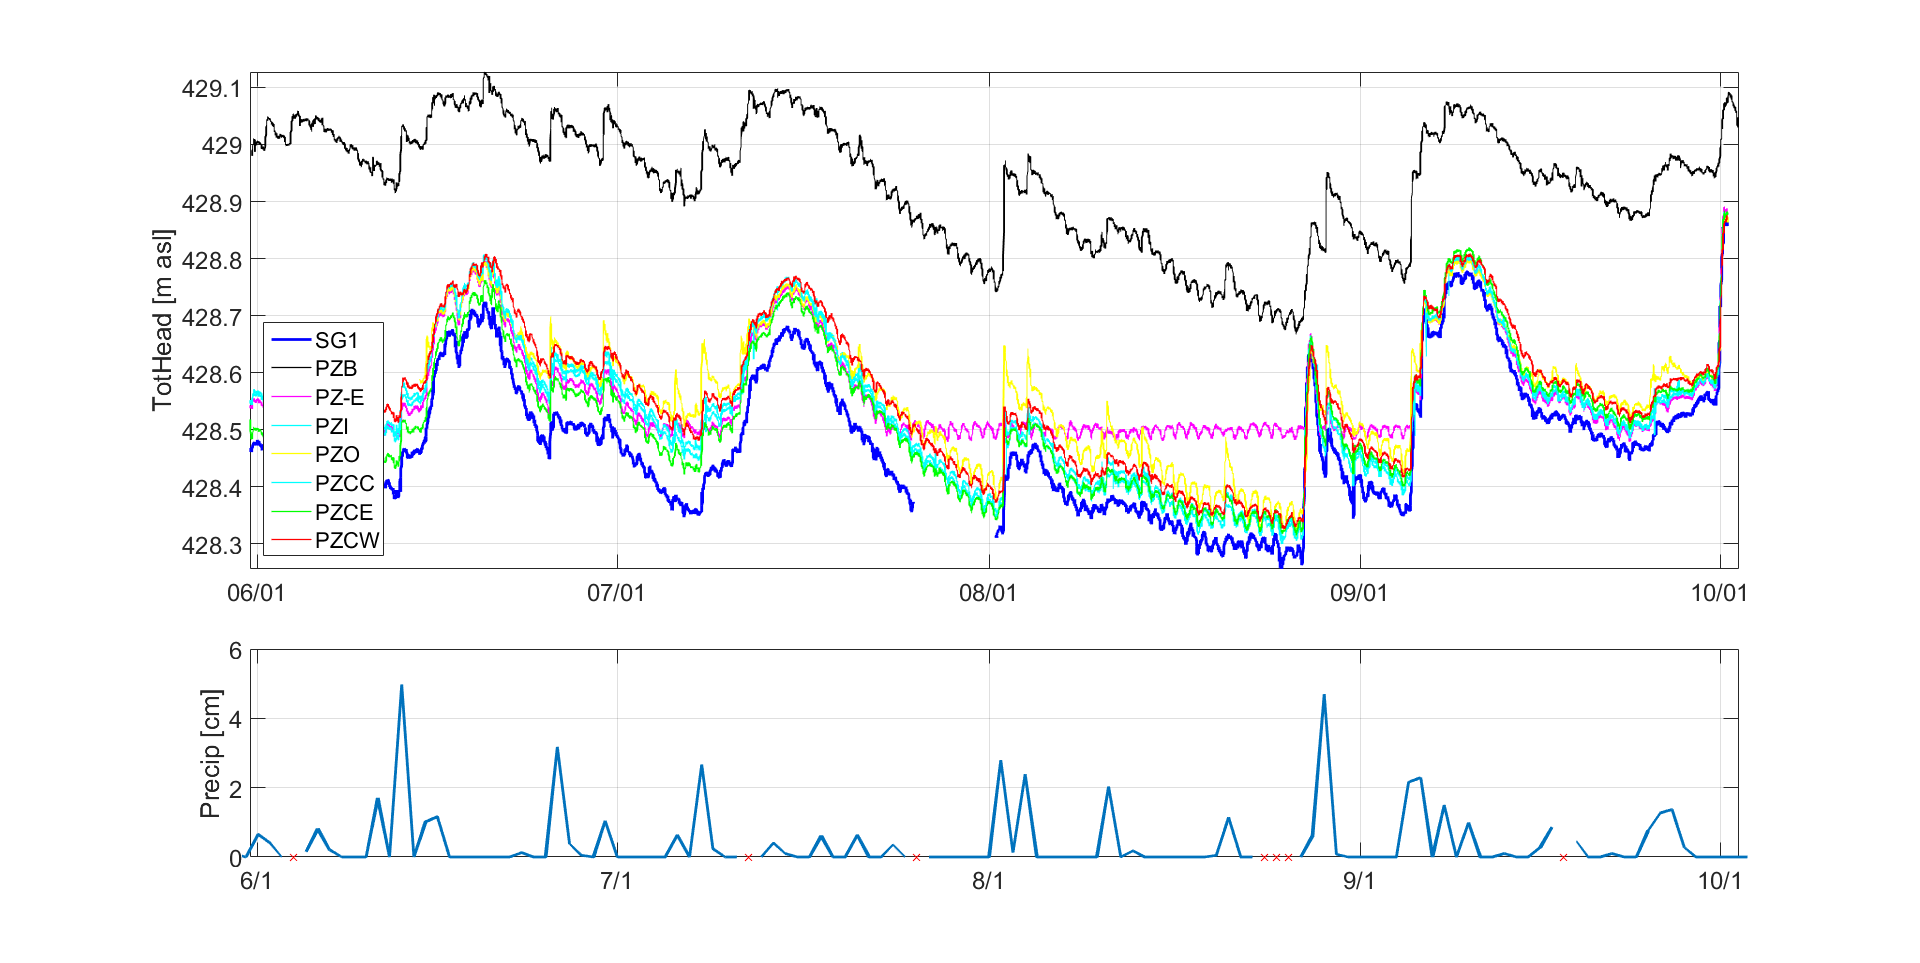 TotHead [m asl]
429.1
429
428.9
428.8
428.7
428.6
428.5
428.4
428.3
SG1
PZB
PZ-E
PZI
PZO
PZCC
PZCE
PZCW
06/01 07/01 08/01 09/01 10/01
Precip [cm]
6
4
2
0
6/1 7/1 8/1 9/1 10/1